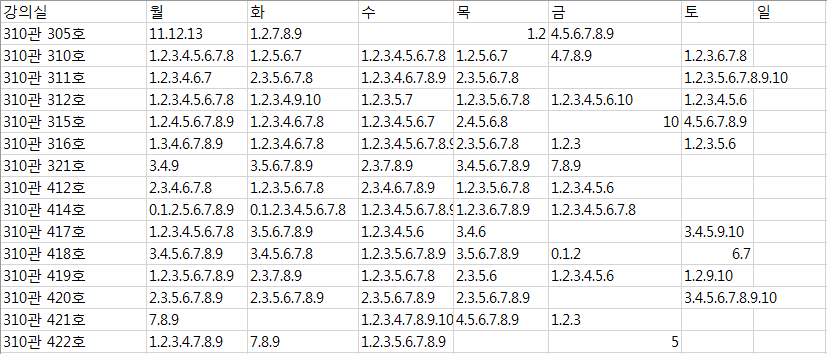 강의실 월 화 수 목 금 토 일
310관 305호 11.12.13 1.2.7.8.9 1.2 4.5.6.7.8.9
310관 310호 1.2.3.4.5.6.7.8 1.2.5.6.7 1.2.3.4.5.6.7.8 1.2.5.6.7 4.7.8.9 1.2.3.6.7.8
310관 311호 1.2.3.4.6.7 2.3.5.6.7.8 1.2.3.4.6.7.8.9 2.3.5.6.7.8 1.2.3.5.6.7.8.9.10
310관 312호 1.2.3.4.5.6.7.8 1.2.3.4.9.10 1.2.3.5.7 1.2.3.5.6.7.8 1.2.3.4.5.6.10 1.2.3.4.5.6
310관 315호 1.2.4.5.6.7.8.9 1.2.3.4.6.7.8 1.2.3.4.5.6.7 2.4.5.6.8 10 4.5.6.7.8.9
310관 316호 1.3.4.6.7.8.9 1.2.3.4.6.7.8 1.2.3.4.5.6.7.8.9 2.3.5.6.7.8 1.2.3 1.2.3.5.6
310관 321호 3.4.9 3.5.6.7.8.9 2.3.7.8.9 3.4.5.6.7.8.9 7.8.9
310관 412호 2.3.4.6.7.8 1.2.3.5.6.7.8 2.3.4.6.7.8.9 1.2.3.5.6.7.8 1.2.3.4.5.6
310관 414호 0.1.2.5.6.7.8.9 0.1.2.3.4.5.6.7.8 1.2.3.4.5.6.7.8.9 1.2.3.6.7.8.9 1.2.3.4.5.6.7.8
310관 417호 1.2.3.4.5.6.7.8 3.5.6.7.8.9 1.2.3.4.5.6 3.4.6 3.4.5.9.10
310관 418호 3.4.5.6.7.8.9 3.4.5.6.7.8 1.2.3.5.6.7.8.9 3.5.6.7.8.9 0.1.2 6.7
310관 419호 1.2.3.5.6.7.8.9 2.3.7.8.9 1.2.3.5.6.7.8 2.3.5.6 1.2.3.4.5.6 1.2.9.10
310관 420호 2.3.5.6.7.8.9 2.3.5.6.7.8.9 2.3.5.6.7.8.9 2.3.5.6.7.8.9 3.4.5.6.7.8.9.10
310관 421호 7.8.9 1.2.3.4.7.8.9.10 4.5.6.7.8.9 1.2.3
310관 422호 1.2.3.4.7.8.9 7.8.9 1.2.3.5.6.7.8.9 5